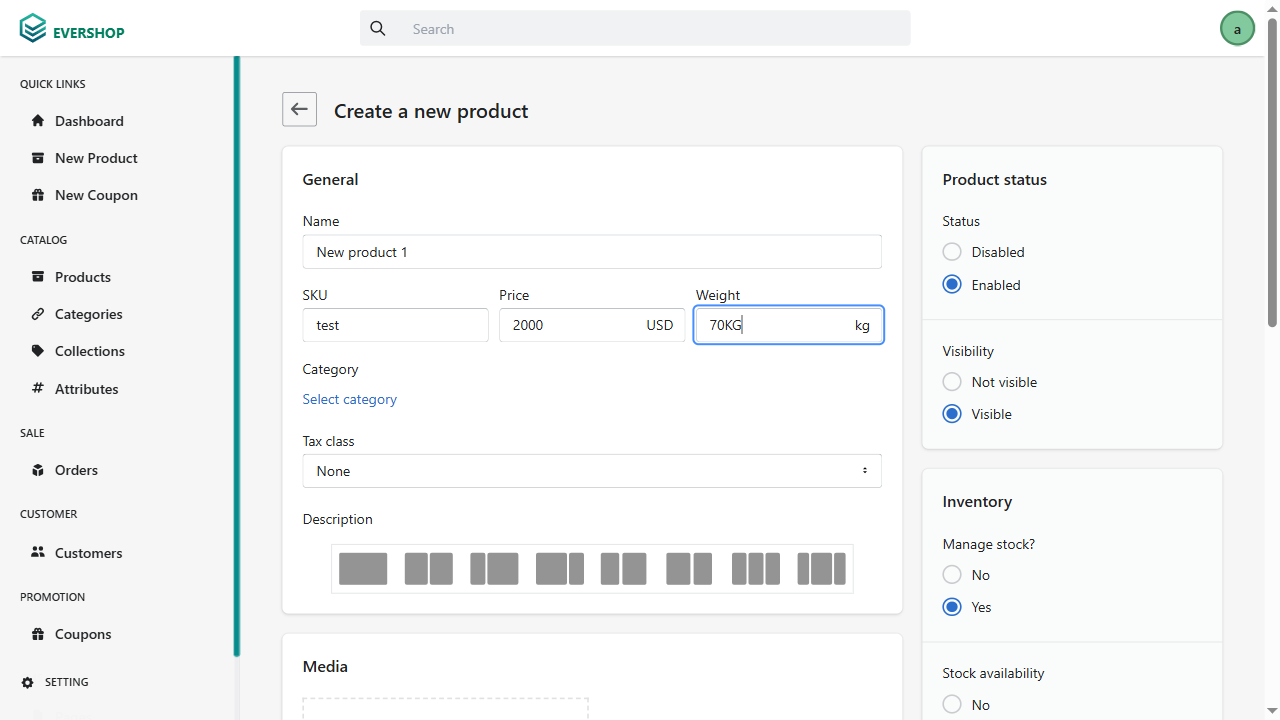 EVERSHOP
Search
a
QUICK LINKS
Dashboard
New Product
New Coupon
CATALOG
Products
Categories
Collections
Attributes
SALE
Orders
CUSTOMER
Customers
PROMOTION
Coupons
SETTING
Create a new product
General
Name
New product 1
SKU
Price
Weight
test
2000 USD
70KG kg
Category
Select category
Tax class
None
Description
Media
Product status
Status
Disabled
Enabled
Visibility
Not visible
Visible
Inventory
Manage stock?
No
Yes
Stock availability
No